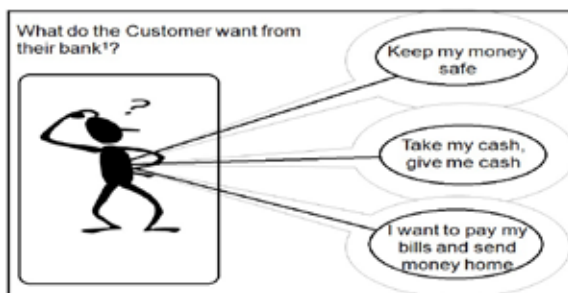 What do the Customer want from
their bank¹?
?
Keep my money
safe
Take my cash,
give me cash
I want to pay my
bills and send
money home